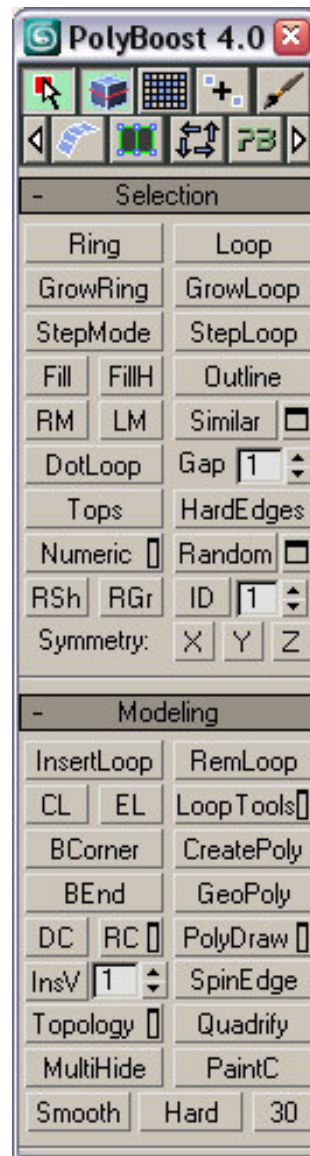 PolyBoost 4.0
PB
- Selection
Ring Loop
GrowRing GrowLoop
StepMode StepLoop
Fill FillH Outline
RM LM Similar
DotLoop Gap 1
Tops HardEdges
Numeric Random
RSh RGr ID 1
Symmetry: X Y Z
- Modeling
InsertLoop RemLoop
CL EL LoopTools
BCorner CreatePoly
BEnd GeoPoly
DC RC PolyDraw
InsV 1 SpinEdge
Topology Quadrify
MultiHide PaintC
Smooth Hard 30